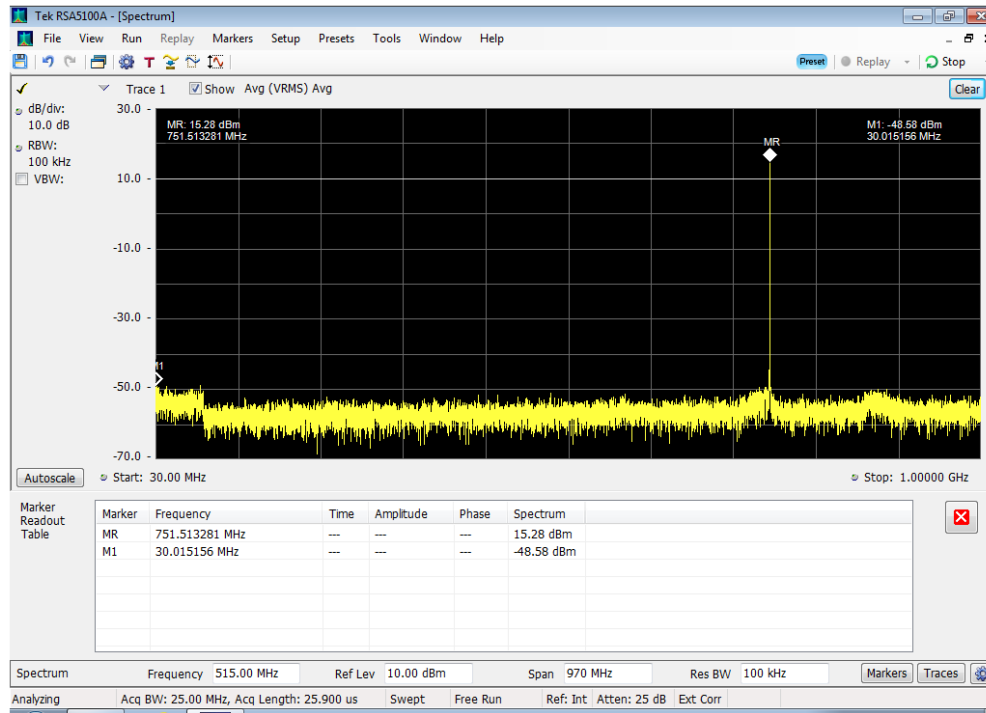 Tek RSA5100A - [Spectrum]
File View Run Replay Markers Setup Presets Tools Window Help
T Preset Replay Stop
Trace 1 Show Avg (VRMS) Avg Clear
dB/div:
10.0 dB
RBW:
100 kHz
VBW:
30.0
10.0
-10.0
-30.0
-50.0
-70.0
MR: 15.28 dBm
751.513281 MHz
M1: -48.58 dBm
30.015156 MHz
MR
Autoscale Start: 30.00 MHz Stop: 1.00000 GHz
Marker
Readout
Table
Marker Frequency Time Amplitude Phase Spectrum
MR 751.513281 MHz --- --- --- 15.28 dBm
M1 30.015156 MHz --- --- --- -48.58 dBm
Spectrum Frequency 515.00 MHz Ref Lev 10.00 dBm Span 970 MHz Res BW 100 kHz Markers Traces
Analyzing Acq BW: 25.00 MHz, Acq Length: 25.900 us Swept Free Run Ref: Int Atten: 25 dB Ext Corr